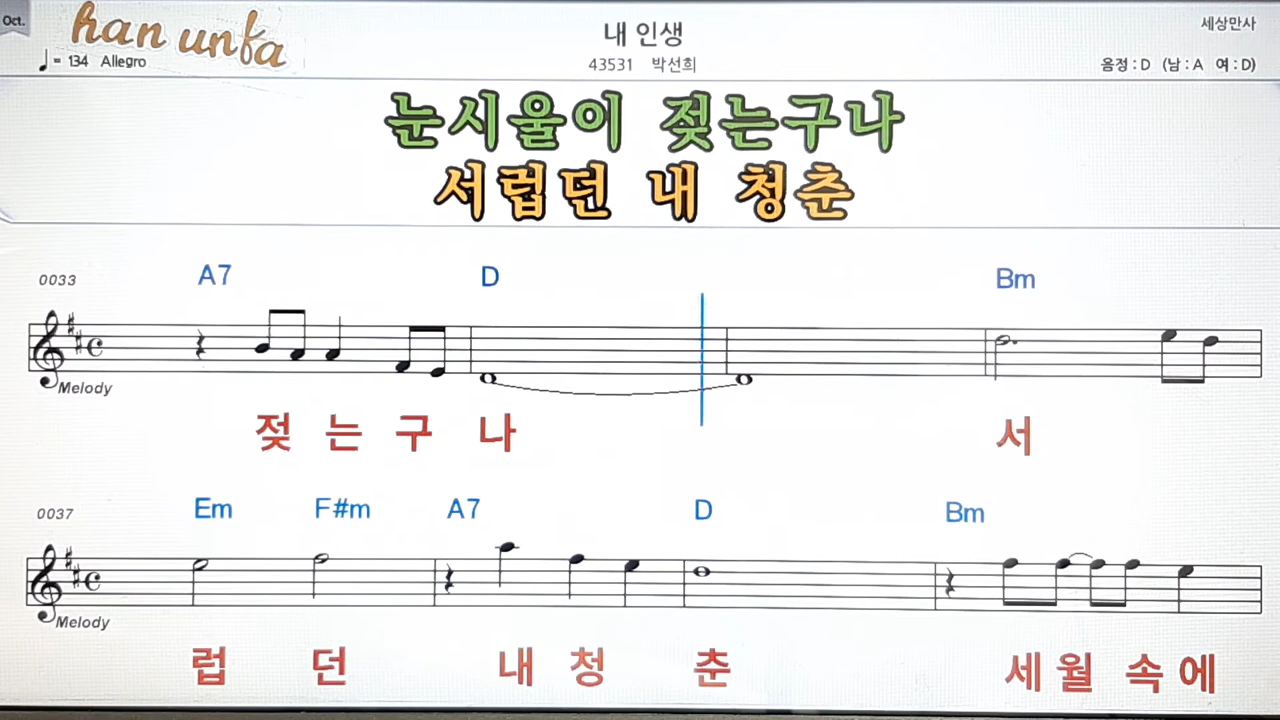 Oct.
han unfa
내 인생
세상만사
= 134 Allegro
43531 박선희
음정 : D (남 : A 여 : D)
눈시울이 젖는구나
서럽던 내 청춘
0033
A7 D Bm
Melody
젖 는 구 나 서
0037
Em F#m A7 D Bm
Melody
럽 던 내 청 춘 세 월 속 에